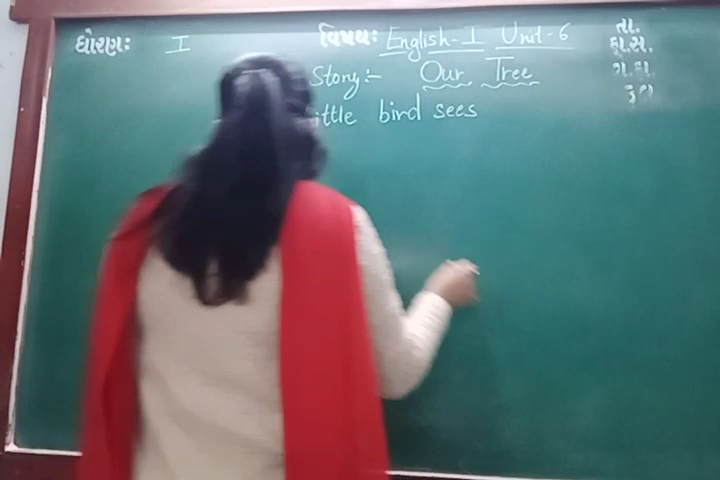 ધોરણ: I વિષય: English-I Unit-6
Story:- Our Tree
ittle bird sees
તા.
હા.સ.
ગ.હા.
કુલ